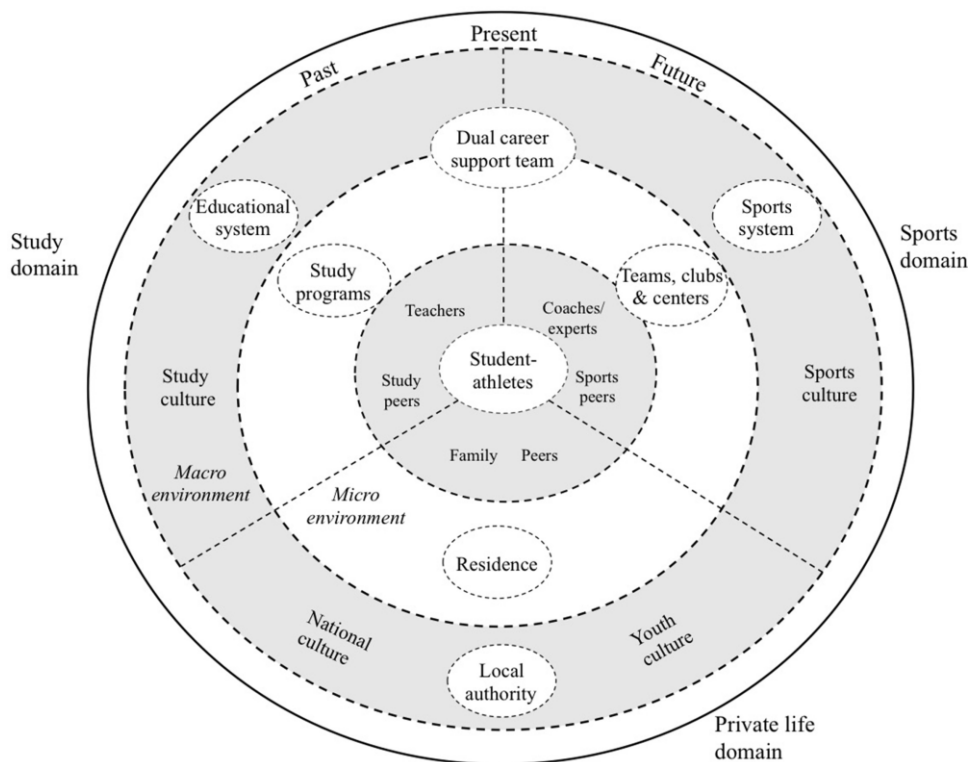 Present
Past
Future
Dual career
support team
Educational
system
Sports
system
Study
domain
Sports
domain
Study
programs
Teams, clubs
& centers
Teachers
Coaches/
experts
Student-
athletes
Study
culture
Study
peers
Sports
peers
Sports
culture
Family
Peers
Macro
environment
Micro
environment
Residence
National
culture
Youth
culture
Local
authority
Private life
domain